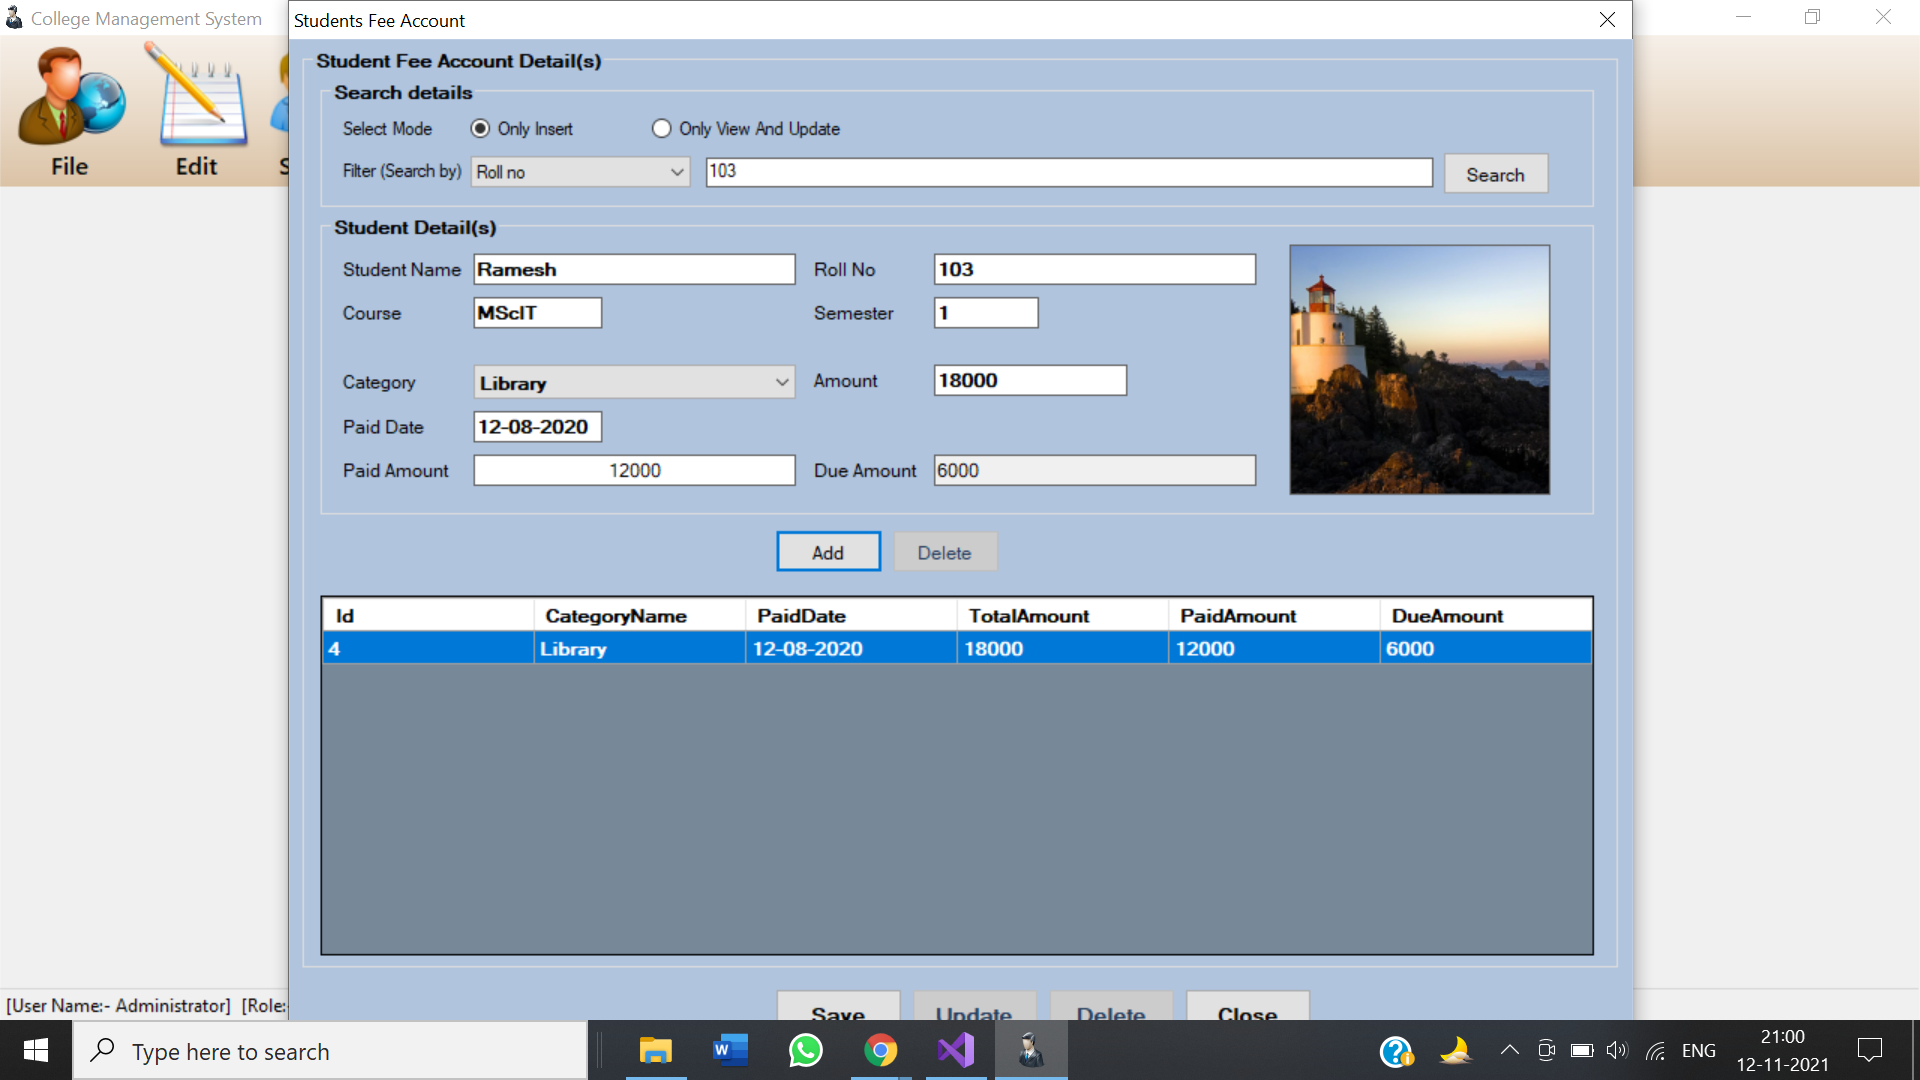 College Management System
Students Fee Account
File
Edit
S
Student Fee Account Detail(s)
Search details
Select Mode Only Insert Only View And Update
Filter (Search by) Roll no 103 Search
Student Detail(s)
Student Name Ramesh Roll No 103
Course MScIT Semester 1
Category Library Amount 18000
Paid Date 12-08-2020
Paid Amount 12000 Due Amount 6000
Add Delete
Id CategoryName PaidDate TotalAmount PaidAmount DueAmount
4 Library 12-08-2020 18000 12000 6000
[User Name:- Administrator] [Role:-
Save Update Delete Close
Type here to search
W
ENG
21:00
12-11-2021